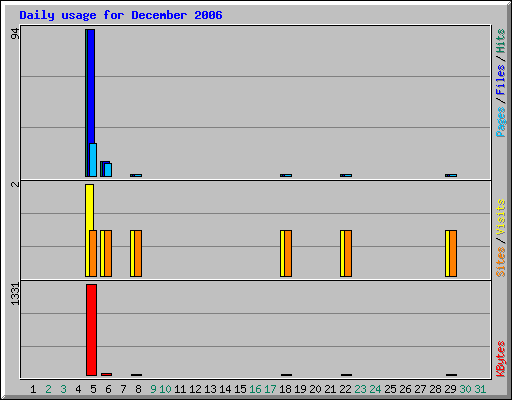 Daily usage for December 2006
94
2
1331
Pages / Files / Hits
Sites / Visits
KBytes
1 2 3 4 5 6 7 8 9 10 11 12 13 14 15 16 17 18 19 20 21 22 23 24 25 26 27 28 29 30 31